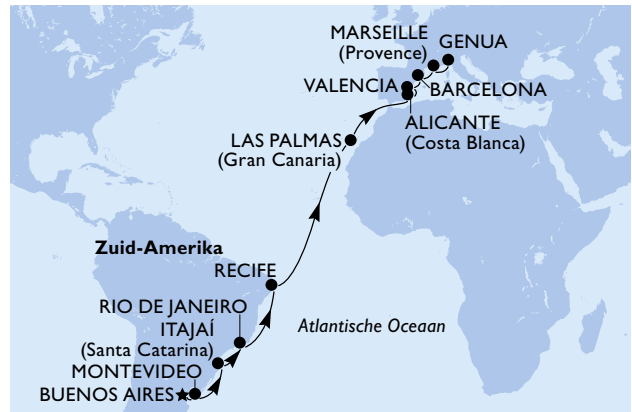 MARSEILLE
(Provence)
GENUA
VALENCIA
BARCELONA
ALICANTE
(Costa Blanca)
LAS PALMAS
(Gran Canaria)
Zuid-Amerika
RECIFE
RIO DE JANEIRO
ITAJAÍ
(Santa Catarina)
Atlantische Oceaan
MONTEVIDEO
BUENOS AIRES